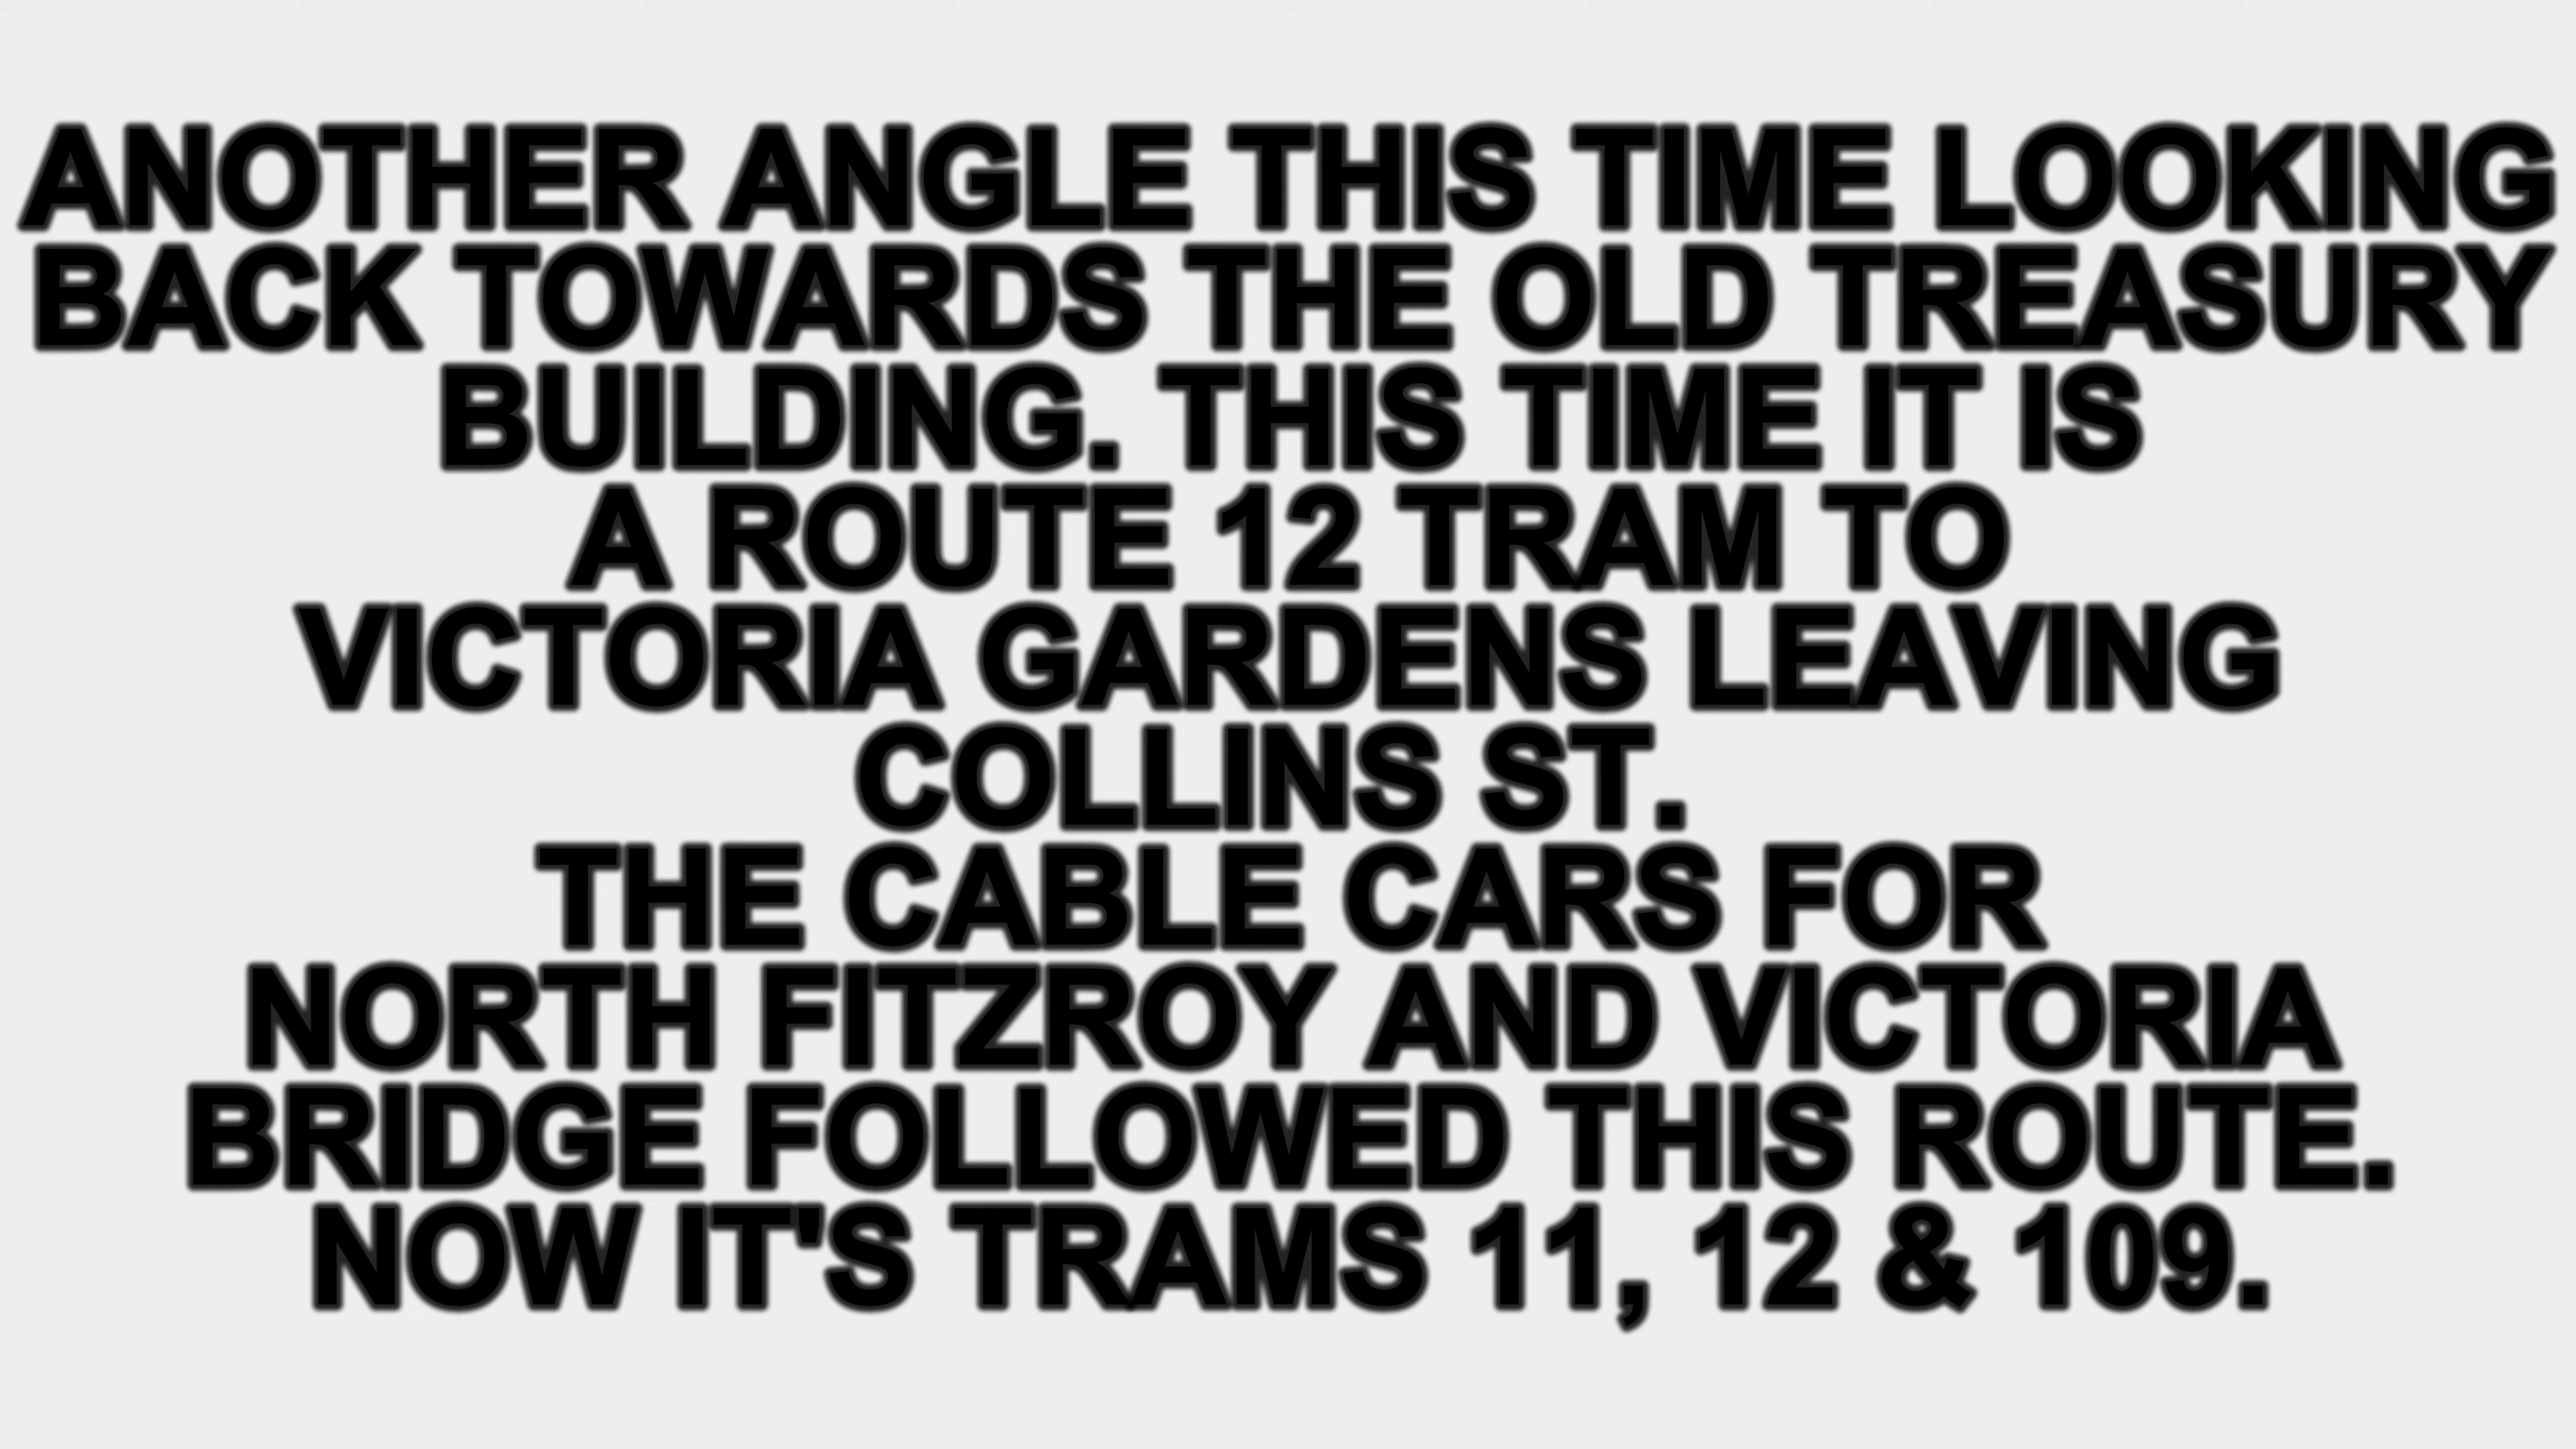 ANOTHER ANGLE THIS TIME LOOKING
BACK TOWARDS THE OLD TREASURY
BUILDING. THIS TIME IT IS
A ROUTE 12 TRAM TO
VICTORIA GARDENS LEAVING
COLLINS ST.
THE CABLE CARS FOR
NORTH FITZROY AND VICTORIA
BRIDGE FOLLOWED THIS ROUTE.
NOW IT'S TRAMS 11, 12 & 109.